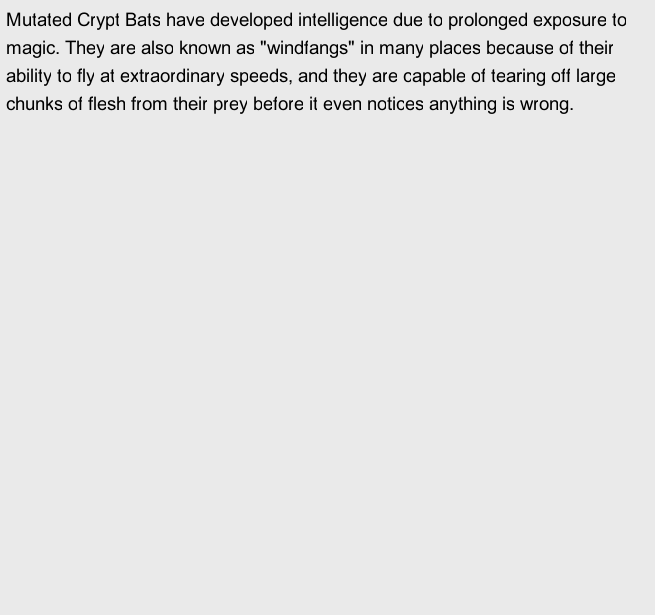 Mutated Crypt Bats have developed intelligence due to prolonged exposure to
magic. They are also known as "windfangs" in many places because of their
ability to fly at extraordinary speeds, and they are capable of tearing off large
chunks of flesh from their prey before it even notices anything is wrong.